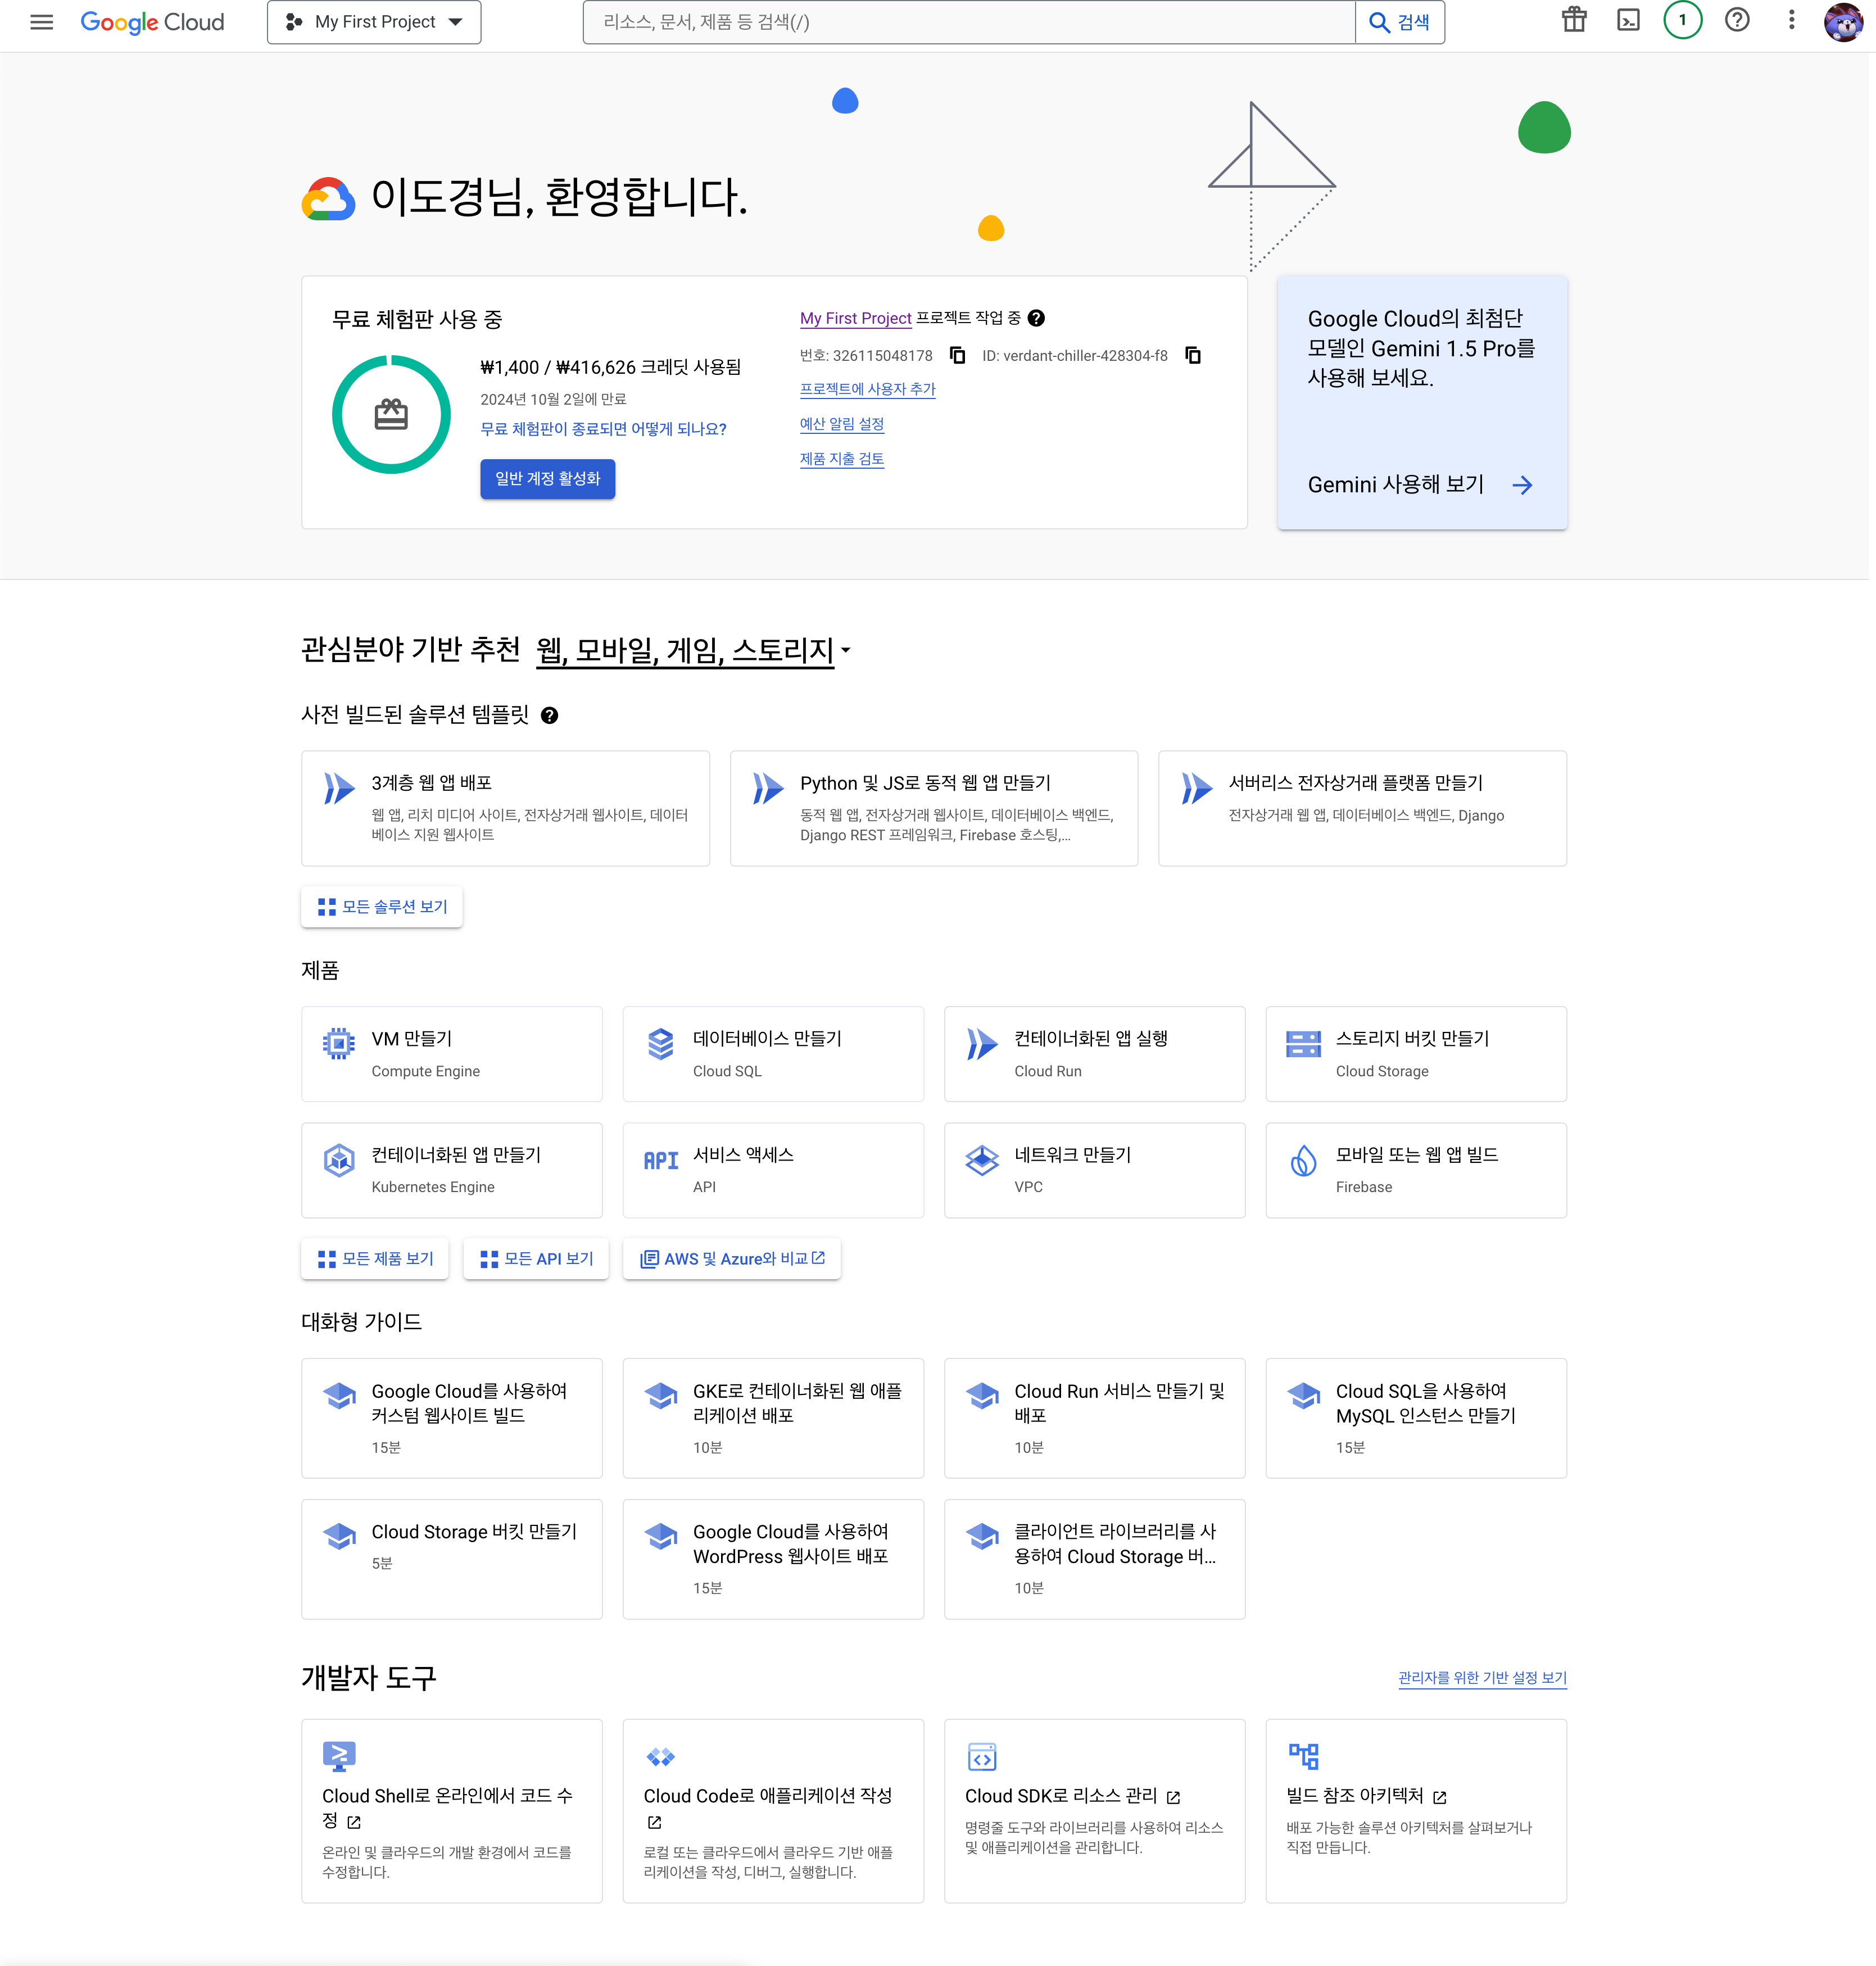 Google Cloud
My First Project
리소스, 문서, 제품 등 검색(/)
검색
1
이도경님, 환영합니다.
무료 체험판 사용 중
₩1,400 / ₩416,626 크레딧 사용됨
2024년 10월 2일에 만료
무료 체험판이 종료되면 어떻게 되나요?
일반 계정 활성화
My First Project 프로젝트 작업 중
번호: 326115048178 ID: verdant-chiller-428304-f8
프로젝트에 사용자 추가
예산 알림 설정
제품 지출 검토
Google Cloud의 최첨단
모델인 Gemini 1.5 Pro를
사용해 보세요.
Gemini 사용해 보기
관심분야 기반 추천 웹, 모바일, 게임, 스토리지
사전 빌드된 솔루션 템플릿
3계층 웹 앱 배포
웹 앱, 리치 미디어 사이트, 전자상거래 웹사이트, 데이터
베이스 지원 웹사이트
Python 및 JS로 동적 웹 앱 만들기
동적 웹 앱, 전자상거래 웹사이트, 데이터베이스 백엔드,
Django REST 프레임워크, Firebase 호스팅,...
서버리스 전자상거래 플랫폼 만들기
전자상거래 웹 앱, 데이터베이스 백엔드, Django
모든 솔루션 보기
제품
VM 만들기
Compute Engine
데이터베이스 만들기
Cloud SQL
컨테이너화된 앱 실행
Cloud Run
스토리지 버킷 만들기
Cloud Storage
컨테이너화된 앱 만들기
Kubernetes Engine
API
서비스 액세스
API
네트워크 만들기
VPC
모바일 또는 웹 앱 빌드
Firebase
모든 제품 보기
모든 API 보기
AWS 및 Azure와 비교
대화형 가이드
Google Cloud를 사용하여
커스텀 웹사이트 빌드
15분
GKE로 컨테이너화된 웹 애플
리케이션 배포
10분
Cloud Run 서비스 만들기 및
배포
10분
Cloud SQL을 사용하여
MySQL 인스턴스 만들기
15분
Cloud Storage 버킷 만들기
5분
Google Cloud를 사용하여
WordPress 웹사이트 배포
15분
클라이언트 라이브러리를 사
용하여 Cloud Storage 버...
10분
개발자 도구
관리자를 위한 기반 설정 보기
Cloud Shell로 온라인에서 코드 수
정
온라인 및 클라우드의 개발 환경에서 코드를
수정합니다.
Cloud Code로 애플리케이션 작성
로컬 또는 클라우드에서 클라우드 기반 애플
리케이션을 작성, 디버그, 실행합니다.
Cloud SDK로 리소스 관리
명령줄 도구와 라이브러리를 사용하여 리소스
및 애플리케이션을 관리합니다.
빌드 참조 아키텍처
배포 가능한 솔루션 아키텍처를 살펴보거나
직접 만듭니다.